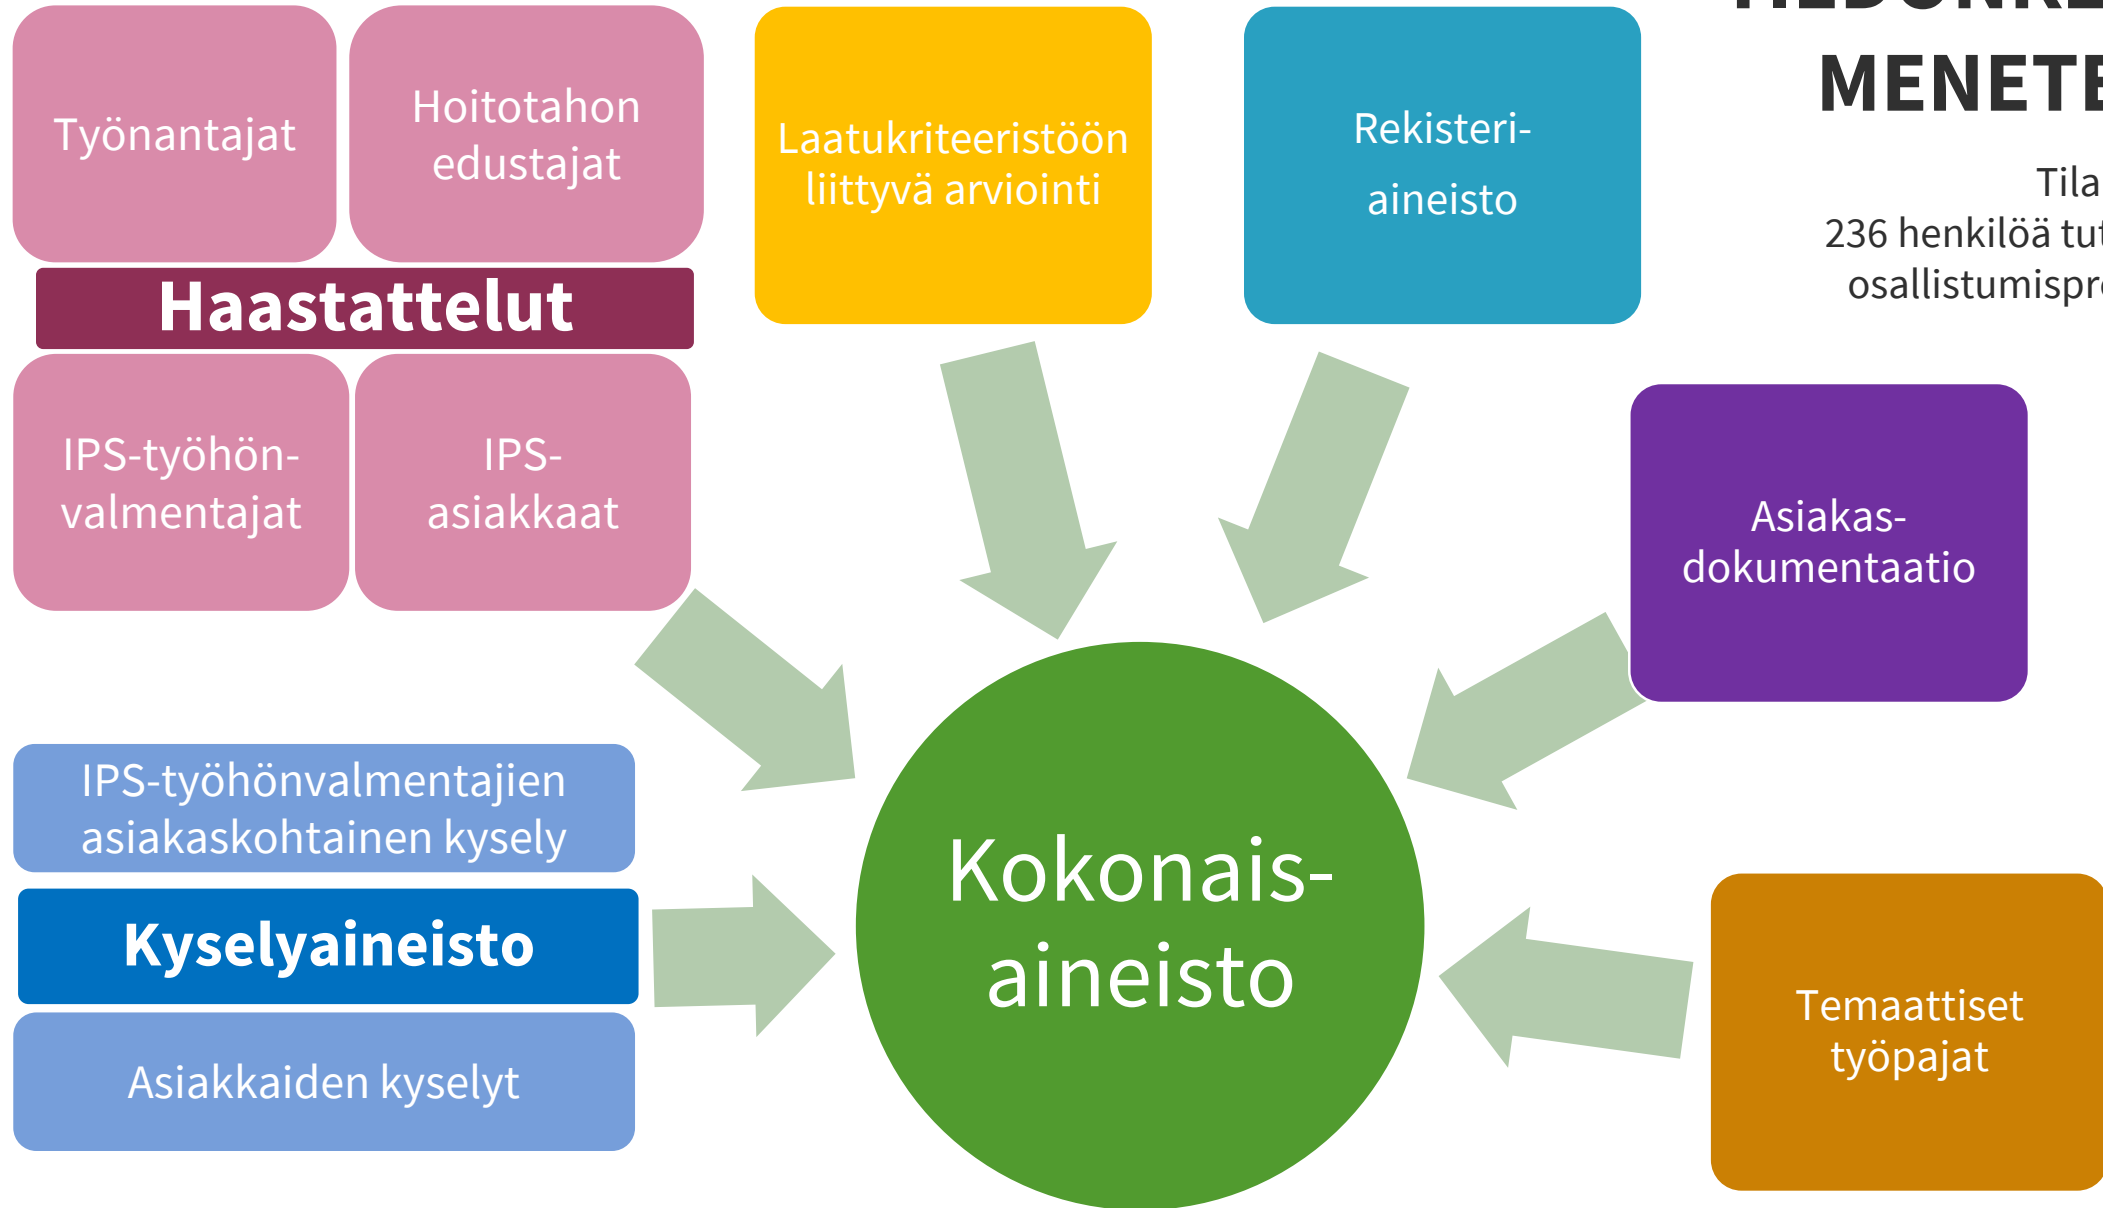 Työnantajat
Hoitotahon
edustajat
Haastattelut
IPS-työhön-
valmentajat
IPS-
asiakkaat
Laatukriteeristöön
liittyvä arviointi
Rekisteri-
aineisto
MENETE
Tila
236 henkilöä tut
osallistumispr
Asiakas-
dokumentaatio
IPS-työhönvalmentajien
asiakaskohtainen kysely
Kyselyaineisto
Asiakkaiden kyselyt
Kokonais-
aineisto
Temaattiset
työpajat